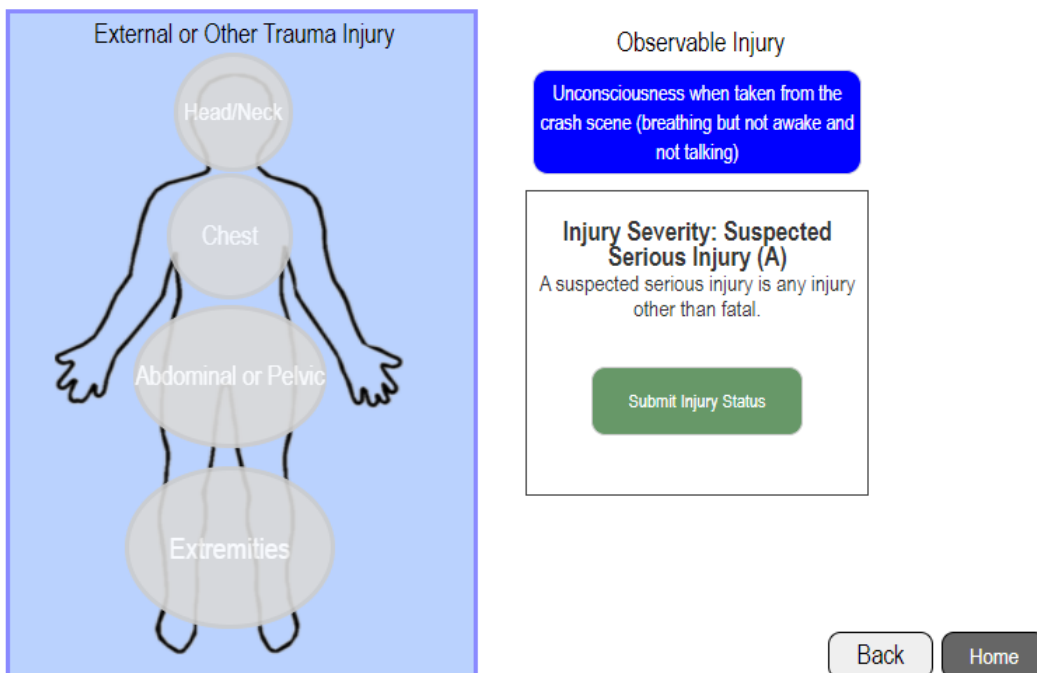 External or Other Trauma Injury
Head/Neck
Chest
Abdominal or Pelvic
Extremities
Observable Injury
Unconsciousness when taken from the
crash scene (breathing but not awake and
not talking)
Injury Severity: Suspected
Serious Injury (A)
A suspected serious injury is any injury
other than fatal.
Submit Injury Status
Back
Home